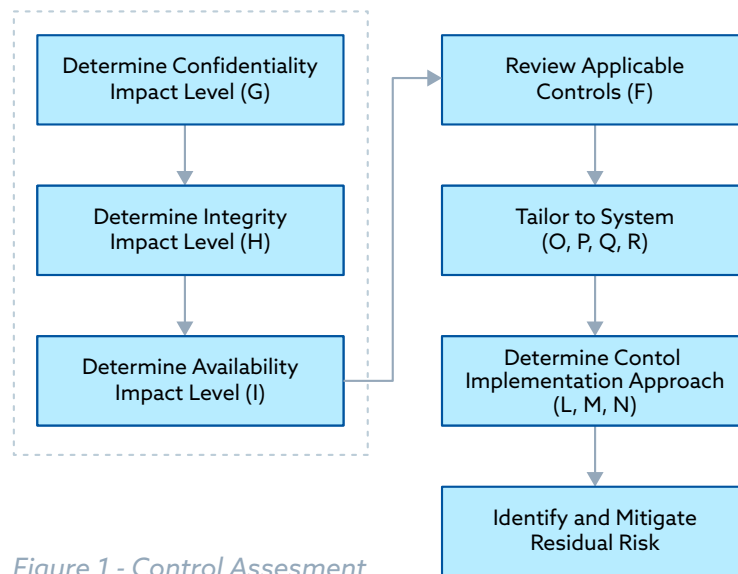 Determine Confidentiality
Impact Level (G)
Determine Integrity
Impact Level (H)
Determine Availability
Impact Level (I)
Review Applicable
Controls (F)
Tailor to System
(O, P, Q, R)
Determine Contol
Implementation Approach
(L, M, N)
Identify and Mitigate
Residual Risk
Figure 1 - Control Assesment